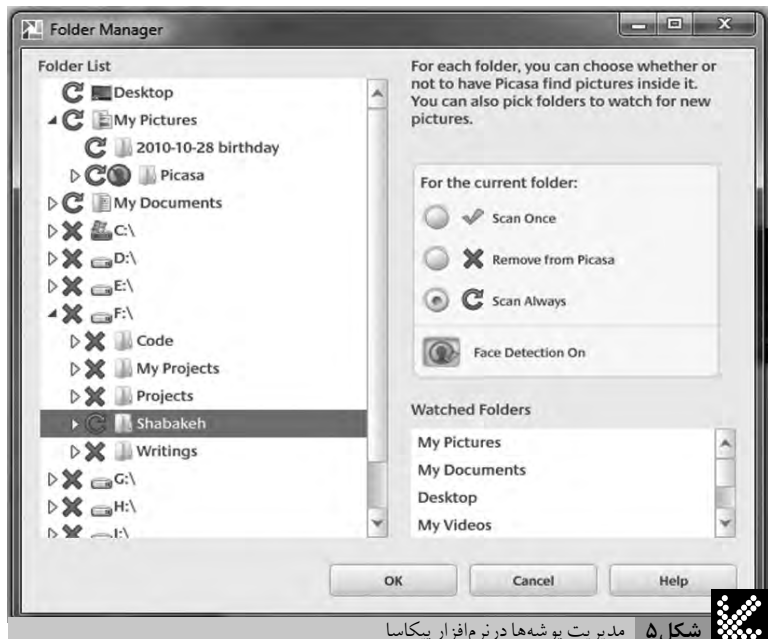 Folder Manager
Folder List
Desktop
My Pictures
2010-10-28 birthday
Picasa
My Documents
C:\
D:\
E:\
F:\
Code
My Projects
Projects
Shabakeh
Writings
G:\
H:\
I:\
For each folder, you can choose whether or
not to have Picasa find pictures inside it.
You can also pick folders to watch for new
pictures.
For the current folder:
Scan Once
Remove from Picasa
Scan Always
Face Detection On
Watched Folders
My Pictures
My Documents
Desktop
My Videos
OK
Cancel
Help
شکل۵ مدیریت پوشه‌ها درنرم‌افزار پیکاسا